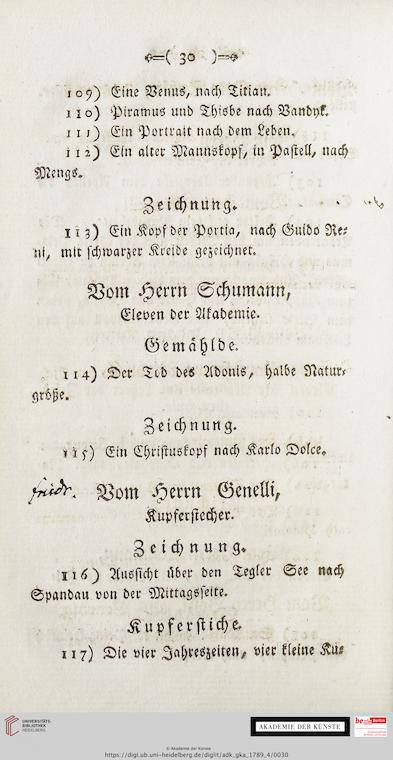 ( 30 )
109) Eine Venus, nach Titian.
110) Piramus und Thisbe nach Vandyk.
111) Ein Portrait nach dem Leben.
112) Ein alter Mannskopf, in Pastell, nach
Mengs.
Zeichnung.
113) Ein Kopf der Portia, nach Guido Re-
ni, mit schwarzer Kreide gezeichnet.
Vom Herrn Schumann,
Eleven der Akademie.
Gemählde.
114) Der Tod des Adonis, halbe Natur-
größe.
Zeichnung.
115) Ein Christuskopf nach Karlo Dolce.
friedr. Vom Herrn Genelli,
Kupferstecher.
Zeichnung.
116) Aussicht über den Tegler See nach
Spandau von der Mittagsseite.
Kupferstiche.
117) Die vier Jahreszeiten, vier kleine Ku-
UNIVERSITÄTS-
BIBLIOTHEK
HEIDELBERG
AKADEMIE DER KÜNSTE
© Akademie der Künste
https://digi.ub.uni-heidelberg.de/diglit/adk_gka_1789_4/0030